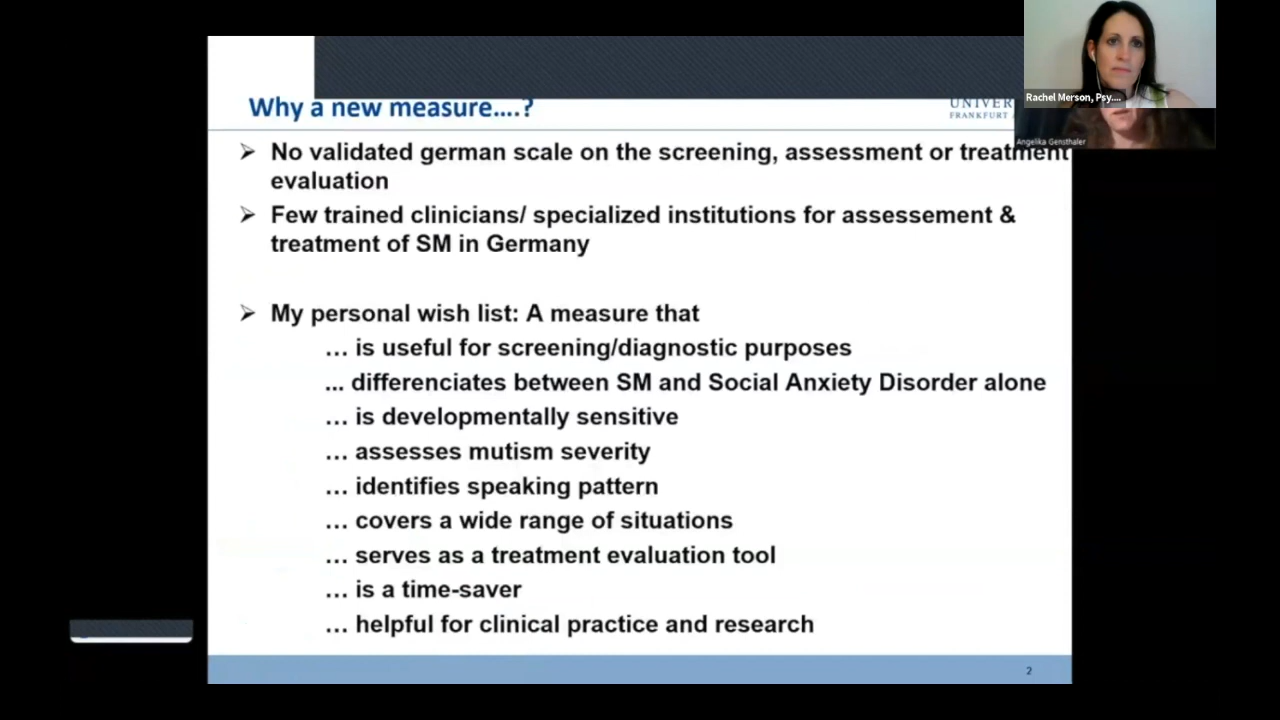 Why a new measure....?
UNIVER
FRANKFURT
Rachel Merson, Psy....
Angelika Gensthaler
➢ No validated german scale on the screening, assessment or treatment
evaluation
➢ Few trained clinicians/ specialized institutions for assessement &
treatment of SM in Germany
➢ My personal wish list: A measure that
… is useful for screening/diagnostic purposes
... differenciates between SM and Social Anxiety Disorder alone
… is developmentally sensitive
… assesses mutism severity
… identifies speaking pattern
… covers a wide range of situations
… serves as a treatment evaluation tool
… is a time-saver
… helpful for clinical practice and research
2